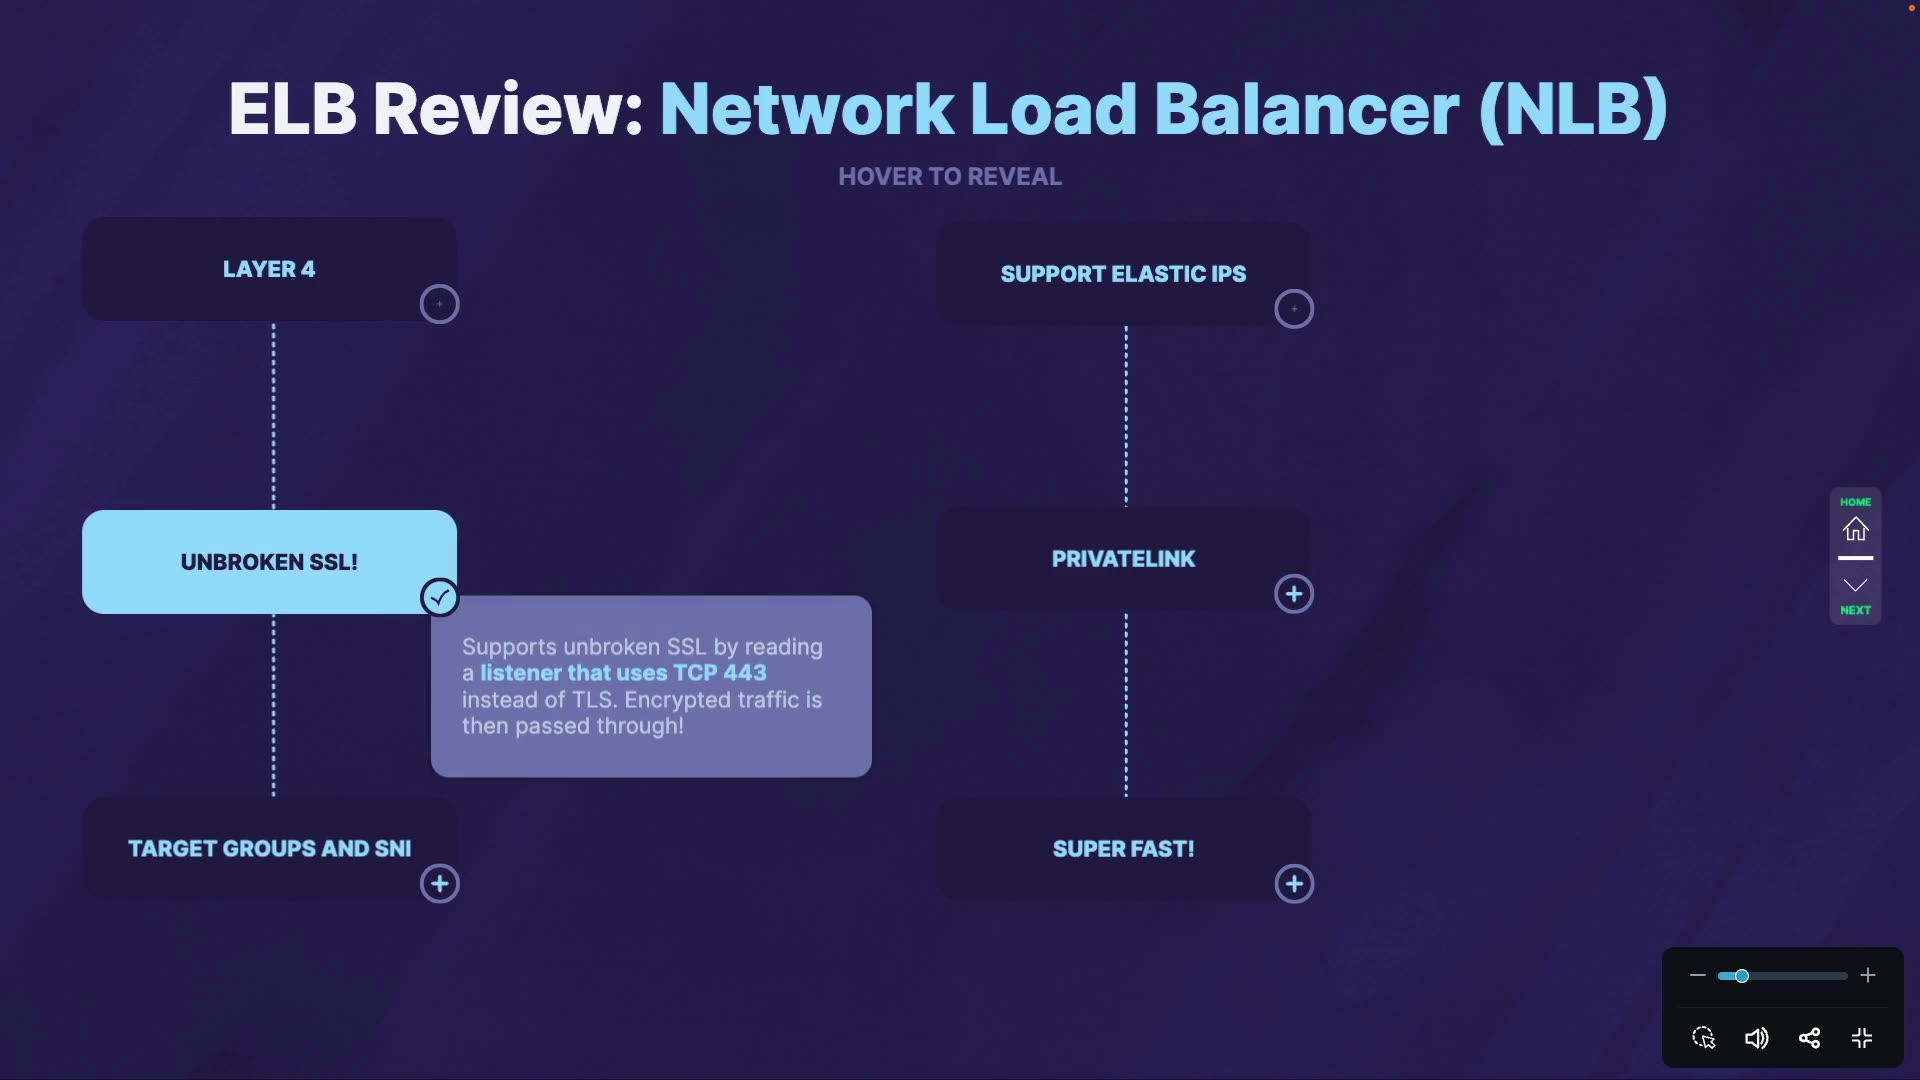 ELB Review: Network Load Balancer (NLB)
HOVER TO REVEAL
LAYER 4
UNBROKEN SSL!
Supports unbroken SSL by reading
a listener that uses TCP 443
instead of TLS. Encrypted traffic is
then passed through!
TARGET GROUPS AND SNI
SUPPORT ELASTIC IPS
PRIVATELINK
SUPER FAST!
HOME
NEXT